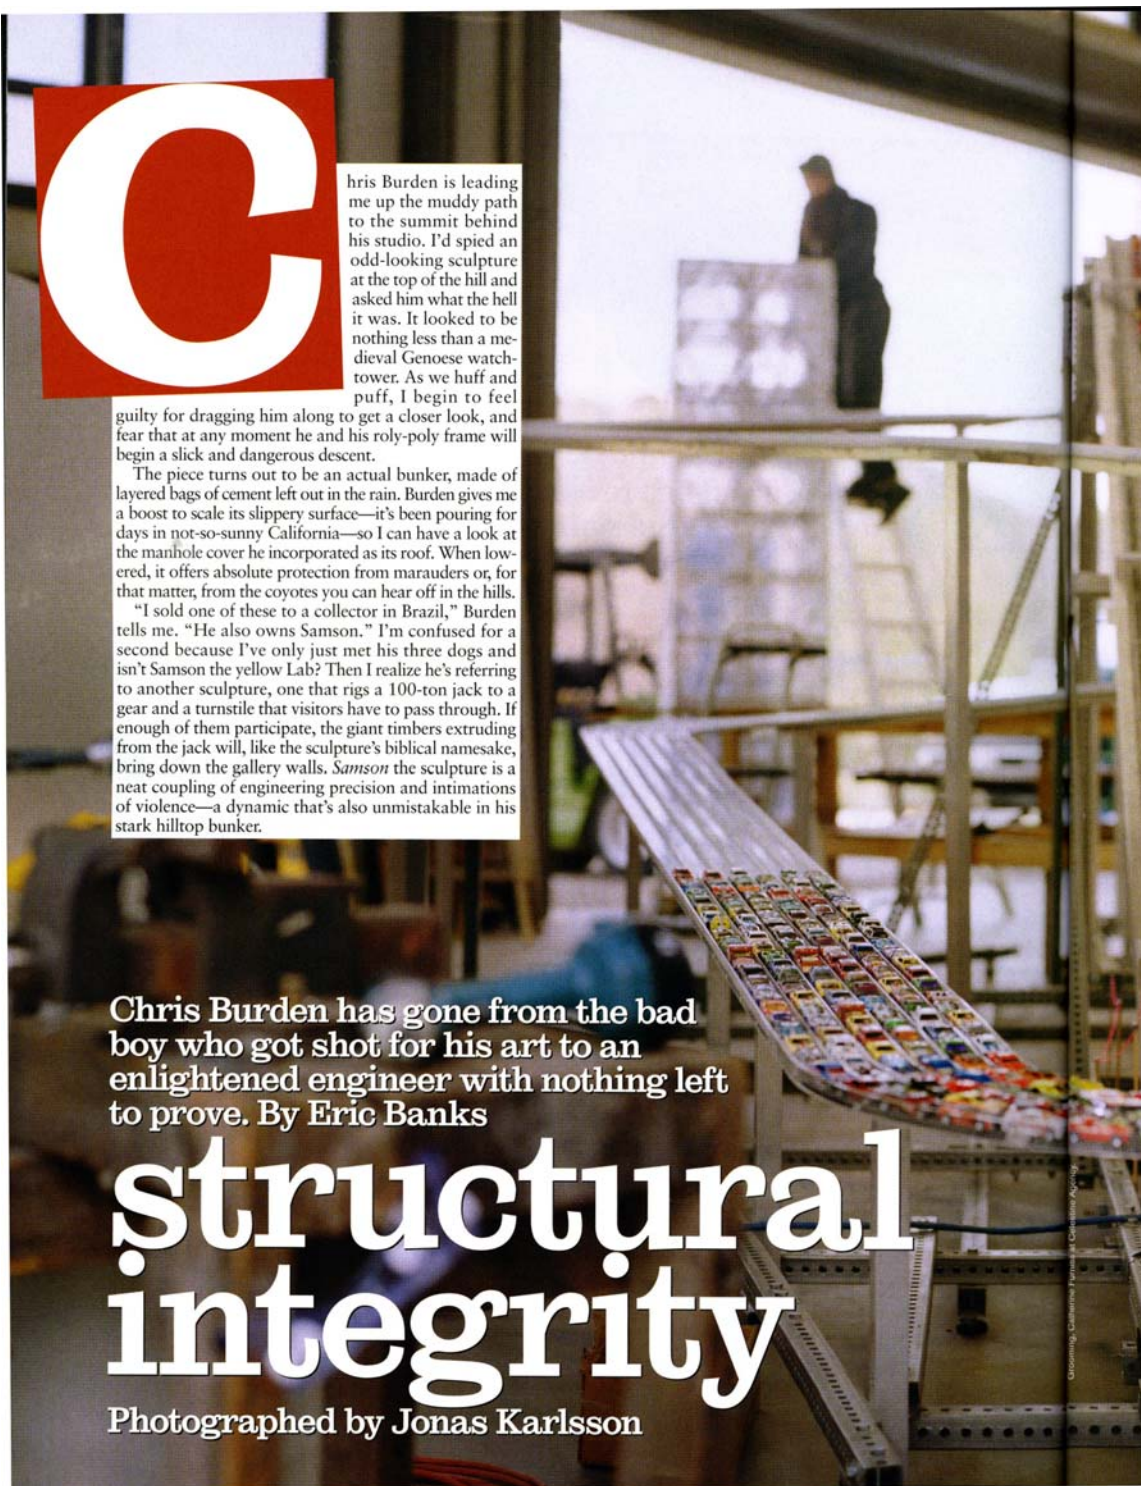 Chris Burden is leading
me up the muddy path
to the summit behind
his studio. I'd spied an
odd-looking sculpture
at the top of the hill and
asked him what the hell
it was. It looked to be
nothing less than a me-
dieval Genoese watch-
tower. As we huff and
puff, I begin to feel
guilty for dragging him along to get a closer look, and
fear that at any moment he and his roly-poly frame will
begin a slick and dangerous descent.
The piece turns out to be an actual bunker, made of
layered bags of cement left out in the rain. Burden gives me
a boost to scale its slippery surface—it's been pouring for
days in not-so-sunny California—so I can have a look at
the manhole cover he incorporated as its roof. When low-
ered, it offers absolute protection from marauders or, for
that matter, from the coyotes you can hear off in the hills.
"I sold one of these to a collector in Brazil," Burden
tells me. "He also owns Samson." I'm confused for a
second because I've only just met his three dogs and
isn't Samson the yellow Lab? Then I realize he's referring
to another sculpture, one that rigs a 100-ton jack to a
gear and a turnstile that visitors have to pass through. If
enough of them participate, the giant timbers extruding
from the jack will, like the sculpture's biblical namesake,
bring down the gallery walls. Samson the sculpture is a
neat coupling of engineering precision and intimations
of violence—a dynamic that's also unmistakable in his
stark hilltop bunker.
Chris Burden has gone from the bad
boy who got shot for his art to an
enlightened engineer with nothing left
to prove. By Eric Banks
structural
integrity
Photographed by Jonas Karlsson
Grooming, Catherine